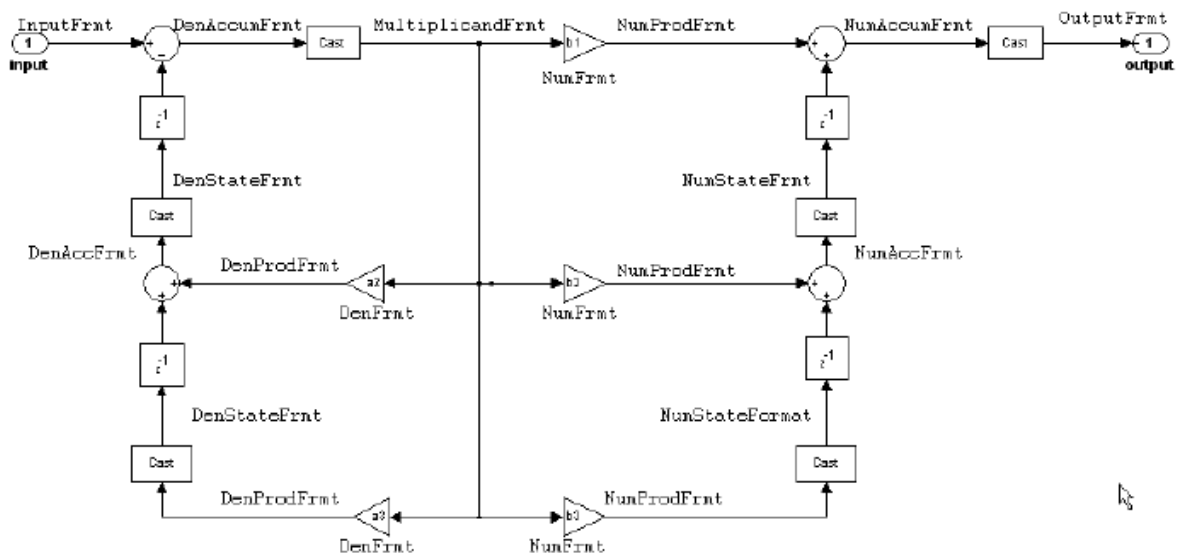 InputFrmt
DenAccumFrmt
MultiplicandFrmt
NumProdFrmt
NumAccumFrmt
OutputFrmt
1
Cast
b1
Cast
1
input
NumFrmt
output
z-1
z-1
DenStateFrmt
NumStateFrmt
Cast
Cast
DenAccFrmt
DenProdFrmt
NumProdFrmt
NumAccFrmt
a2
DenFrmt
NumFrmt
z-1
z-1
DenStateFrmt
NumStateFormat
Cast
Cast
DenProdFrmt
NumProdFrmt
a3
DenFrmt
NumFrmt